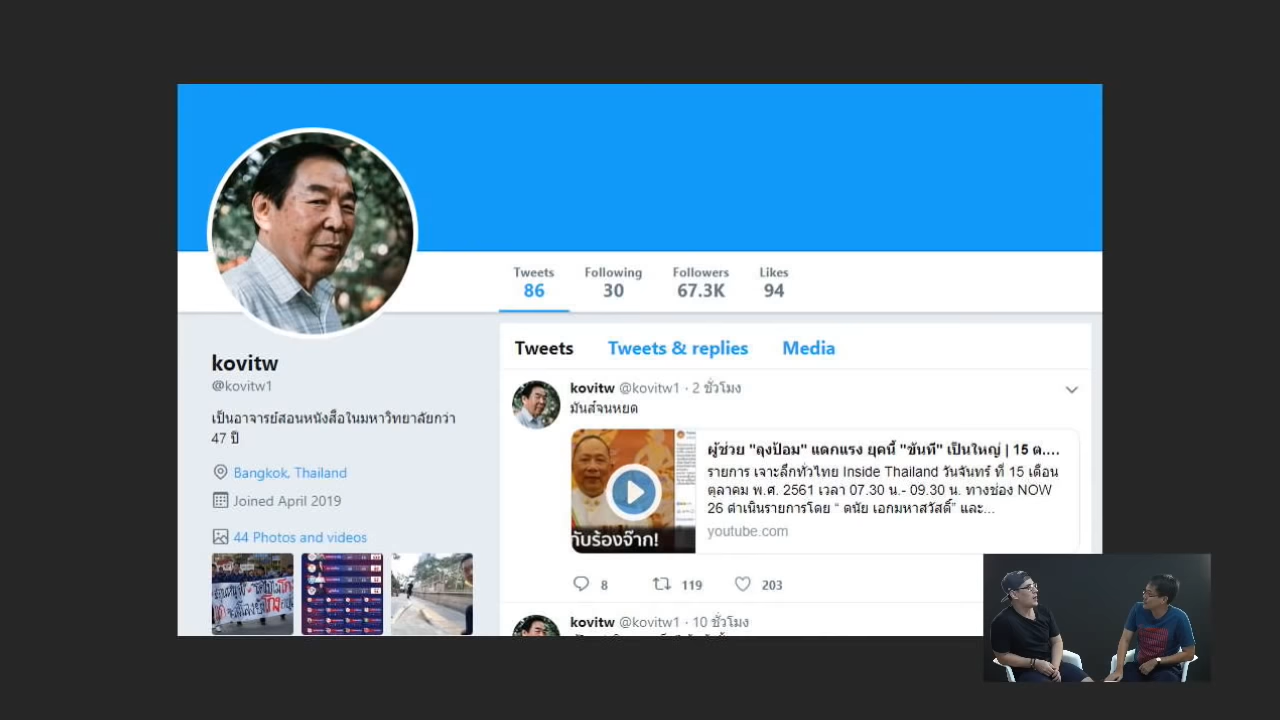 Tweets
Following
Followers
Likes
86
30
67.3K
94
kovitw
@kovitw1
เป็นอาจารย์สอนหนังสือในมหาวิทยาลัยกว่า
47 ปี
Bangkok, Thailand
Joined April 2019
44 Photos and videos
Tweets
Tweets & replies
Media
kovitw @kovitw1 · 2 ชั่วโมง
มันส์จนหยด
ผู้ช่วย "ลุงป้อม" แดกแรง ยุคนี้ "ขันที" เป็นใหญ่ | 15 ต....
รายการ เจาะลึกทั่วไทย Inside Thailand วันจันทร์ ที่ 15 เดือน
ตุลาคม พ.ศ. 2561 เวลา 07.30 น.- 09.30 น. ทางช่อง NOW
26 ดำเนินรายการโดย " ดนัย เอกมหาสวัสดิ์" และ...
youtube.com
กับร้องจ๊าก!
8
119
203
kovitw @kovitw1 · 10 ชั่วโมง